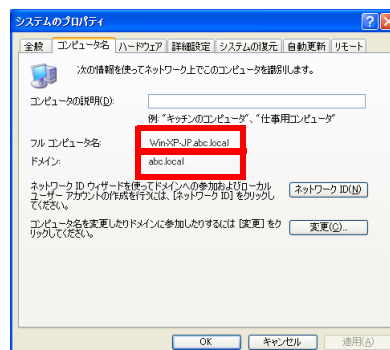 システムのプロパティ
全般 コンピュータ名 ハードウェア 詳細設定 システムの復元 自動更新 リモート
次の情報を使ってネットワーク上でこのコンピュータを識別します。
コンピュータの説明(D):
例: "キッチンのコンピュータ"、"仕事用コンピュータ"
フル コンピュータ名: Win-XP-JP.abc.local
ドメイン: abc.local
ネットワーク ID ウィザードを使ってドメインへの参加およびローカル
ユーザー アカウントの作成を行うには、[ネットワーク ID] をクリックし
てください。
ネットワーク ID(N)
コンピュータ名を変更したりドメインに参加したりするには [変更] をク
リックしてください。
変更(C)...
OK キャンセル 適用(A)